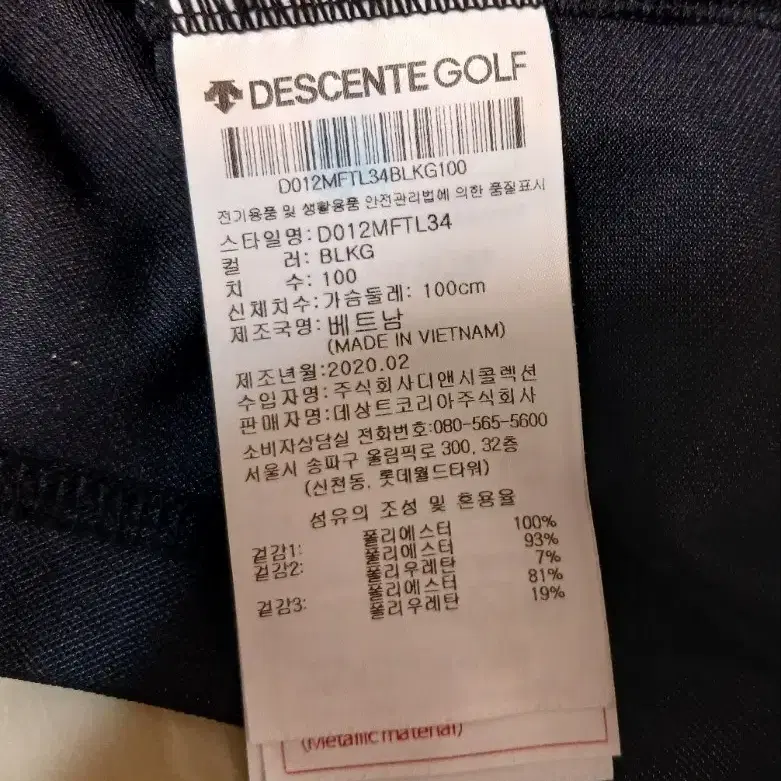 DESCENTE GOLF
D012MFTL34BLKG100
전기용품 및 생활용품 안전관리법에 의한 품질표시
스타일명: D012MFTL34
컬 러: BLKG
치 수: 100
신체치수: 가슴둘레: 100cm
제조국명: 베트남
(MADE IN VIETNAM)
제조년월: 2020.02
수입자명: 주식회사디앤시콜렉션
판매자명: 데상트코리아주식회사
소비자상담실 전화번호: 080-565-5600
서울시 송파구 올림픽로 300, 32층
(신천동, 롯데월드타워)
섬유의 조성 및 혼용율
겉감1: 폴리에스터 100%
겉감2: 폴리에스터 93%
폴리우레탄 7%
겉감3: 폴리에스터 81%
폴리우레탄 19%
(Metallic material)